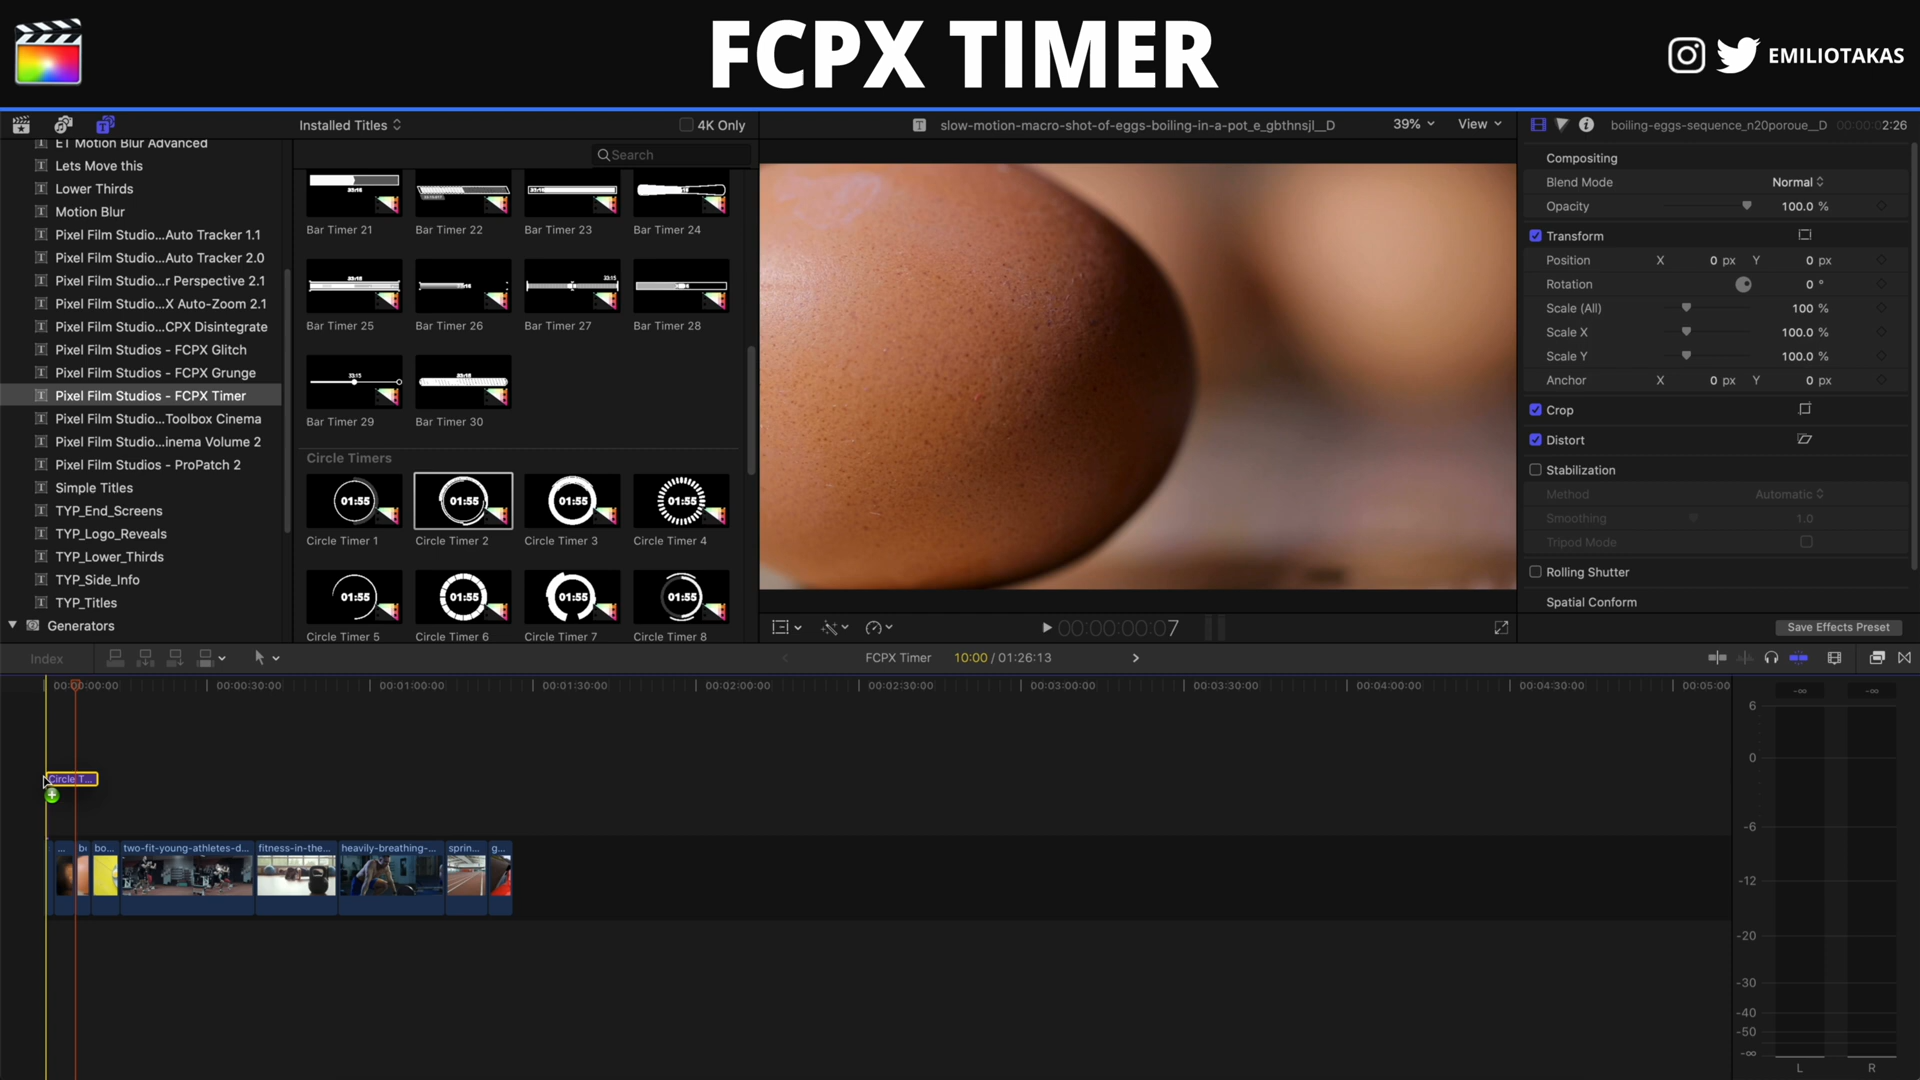 FCPX TIMER
EMILIOTAKAS
Installed Titles
4K Only
slow-motion-macro-shot-of-eggs-boiling-in-a-pot_e_gbthnsjl__D
39%
View
boiling-eggs-sequence_n20poroue__D
00:00:02:26
Search
ET Motion Blur Advanced
Lets Move this
Lower Thirds
Motion Blur
Pixel Film Studio...Auto Tracker 1.1
Pixel Film Studio...Auto Tracker 2.0
Pixel Film Studio...r Perspective 2.1
Pixel Film Studio...X Auto-Zoom 2.1
Pixel Film Studio...CPX Disintegrate
Pixel Film Studios - FCPX Glitch
Pixel Film Studios - FCPX Grunge
Pixel Film Studios - FCPX Timer
Pixel Film Studio...Toolbox Cinema
Pixel Film Studio...inema Volume 2
Pixel Film Studios - ProPatch 2
Simple Titles
TYP_End_Screens
TYP_Logo_Reveals
TYP_Lower_Thirds
TYP_Side_Info
TYP_Titles
Generators
Bar Timer 21
Bar Timer 22
Bar Timer 23
Bar Timer 24
Bar Timer 25
Bar Timer 26
Bar Timer 27
Bar Timer 28
Bar Timer 29
Bar Timer 30
Circle Timers
01:55
01:55
01:55
01:55
Circle Timer 1
Circle Timer 2
Circle Timer 3
Circle Timer 4
01:55
01:55
01:55
01:55
Circle Timer 5
Circle Timer 6
Circle Timer 7
Circle Timer 8
00:00:00:07
Compositing
Blend Mode
Normal
Opacity
100.0 %
Transform
Position
X
0 px
Y
0 px
Rotation
0 °
Scale (All)
100 %
Scale X
100.0 %
Scale Y
100.0 %
Anchor
X
0 px
Y
0 px
Crop
Distort
Stabilization
Method
Automatic
Smoothing
1.0
Tripod Mode
Rolling Shutter
Spatial Conform
Save Effects Preset
Index
FCPX Timer
10:00 / 01:26:13
00:00:00:00
00:00:30:00
00:01:00:00
00:01:30:00
00:02:00:00
00:02:30:00
00:03:00:00
00:03:30:00
00:04:00:00
00:04:30:00
00:05:00
Circle T...
...
bo...
two-fit-young-athletes-d...
fitness-in-the...
heavily-breathing-...
sprin...
g...
-∞
-∞
6
0
-6
-12
-20
-30
-40
-50
-∞
L
R